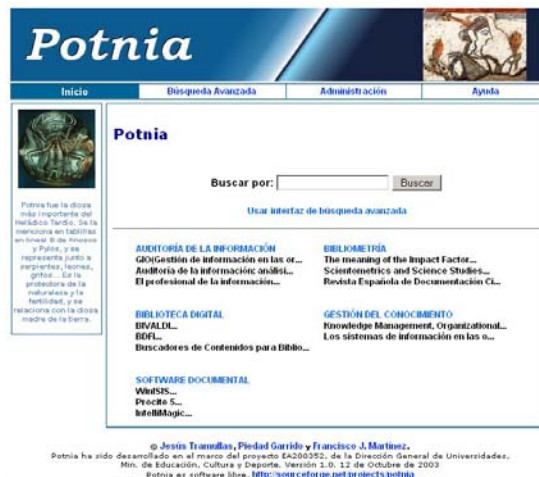 Potnia
Inicio
Búsqueda Avanzada
Administración
Ayuda
Potnia fue la diosa
más importante del
Heládico Tardío. Se la
menciona en tablillas
en lineal B de Knosos
y Pylos, y se
representa junto a
serpientes, leones,
grifos... Es la
protectora de la
naturaleza y la
fertilidad, y se
relaciona con la diosa
madre de la tierra.
Potnia
Buscar por:
Buscar
Usar interfaz de búsqueda avanzada
AUDITORÍA DE LA INFORMACIÓN
GIO(Gestión de información en las or...
Auditoría de la información: análisi...
El profesional de la información...
BIBLIOMETRÍA
The meaning of the Impact Factor...
Scientometrics and Science Studies...
Revista Española de Documentación Ci...
BIBLIOTECA DIGITAL
BIVALDI...
BDFL...
Buscadores de Contenidos para Biblio...
GESTIÓN DEL CONOCIMIENTO
Knowledge Management, Organizational...
Los sistemas de información en las o...
SOFTWARE DOCUMENTAL
WinISIS...
Procite 5...
IntelliMagic...
© Jesús Tramullas, Piedad Garrido y Francisco J. Martínez.
Potnia ha sido desarrollado en el marco del proyecto EA200352, de la Dirección General de Universidades,
Min. de Educación, Cultura y Deporte. Versión 1.0. 12 de Octubre de 2003
Potnia es software libre. http://sourceforge.net/projects/potnia